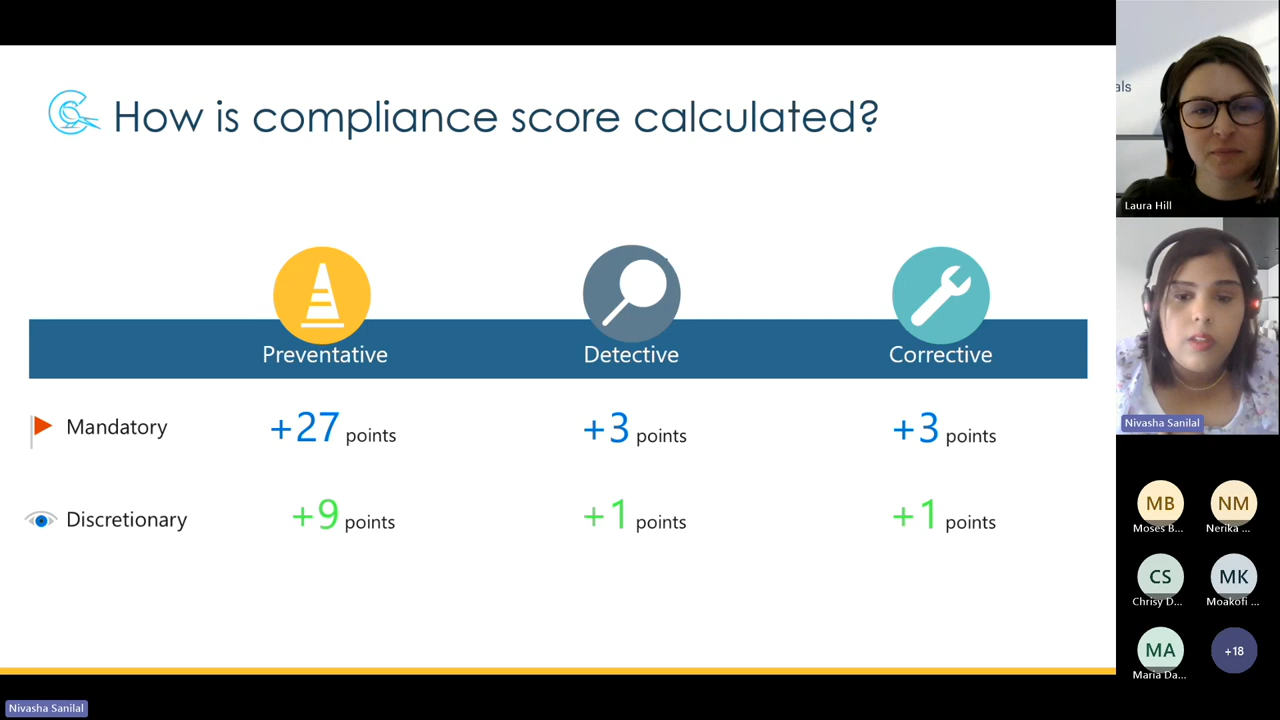 How is compliance score calculated?
Preventative Detective Corrective
Mandatory +27 points +3 points +3 points
Discretionary +9 points +1 points +1 points
als
Laura Hill
Nivasha Sanilal
MB NM
Moses B... Nerika ...
CS MK
Chrisy D... Moakofi ...
MA +18
Maria Da...
Nivasha Sanilal